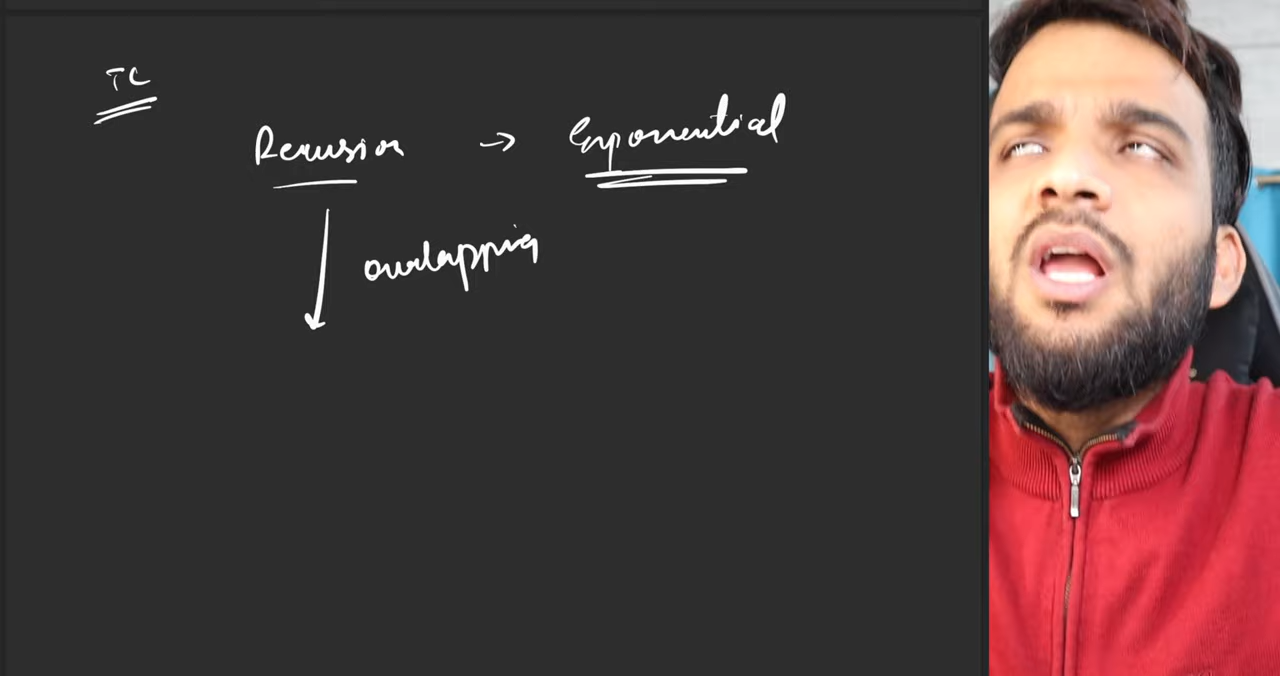 TC
Recursion → Exponential
overlapping